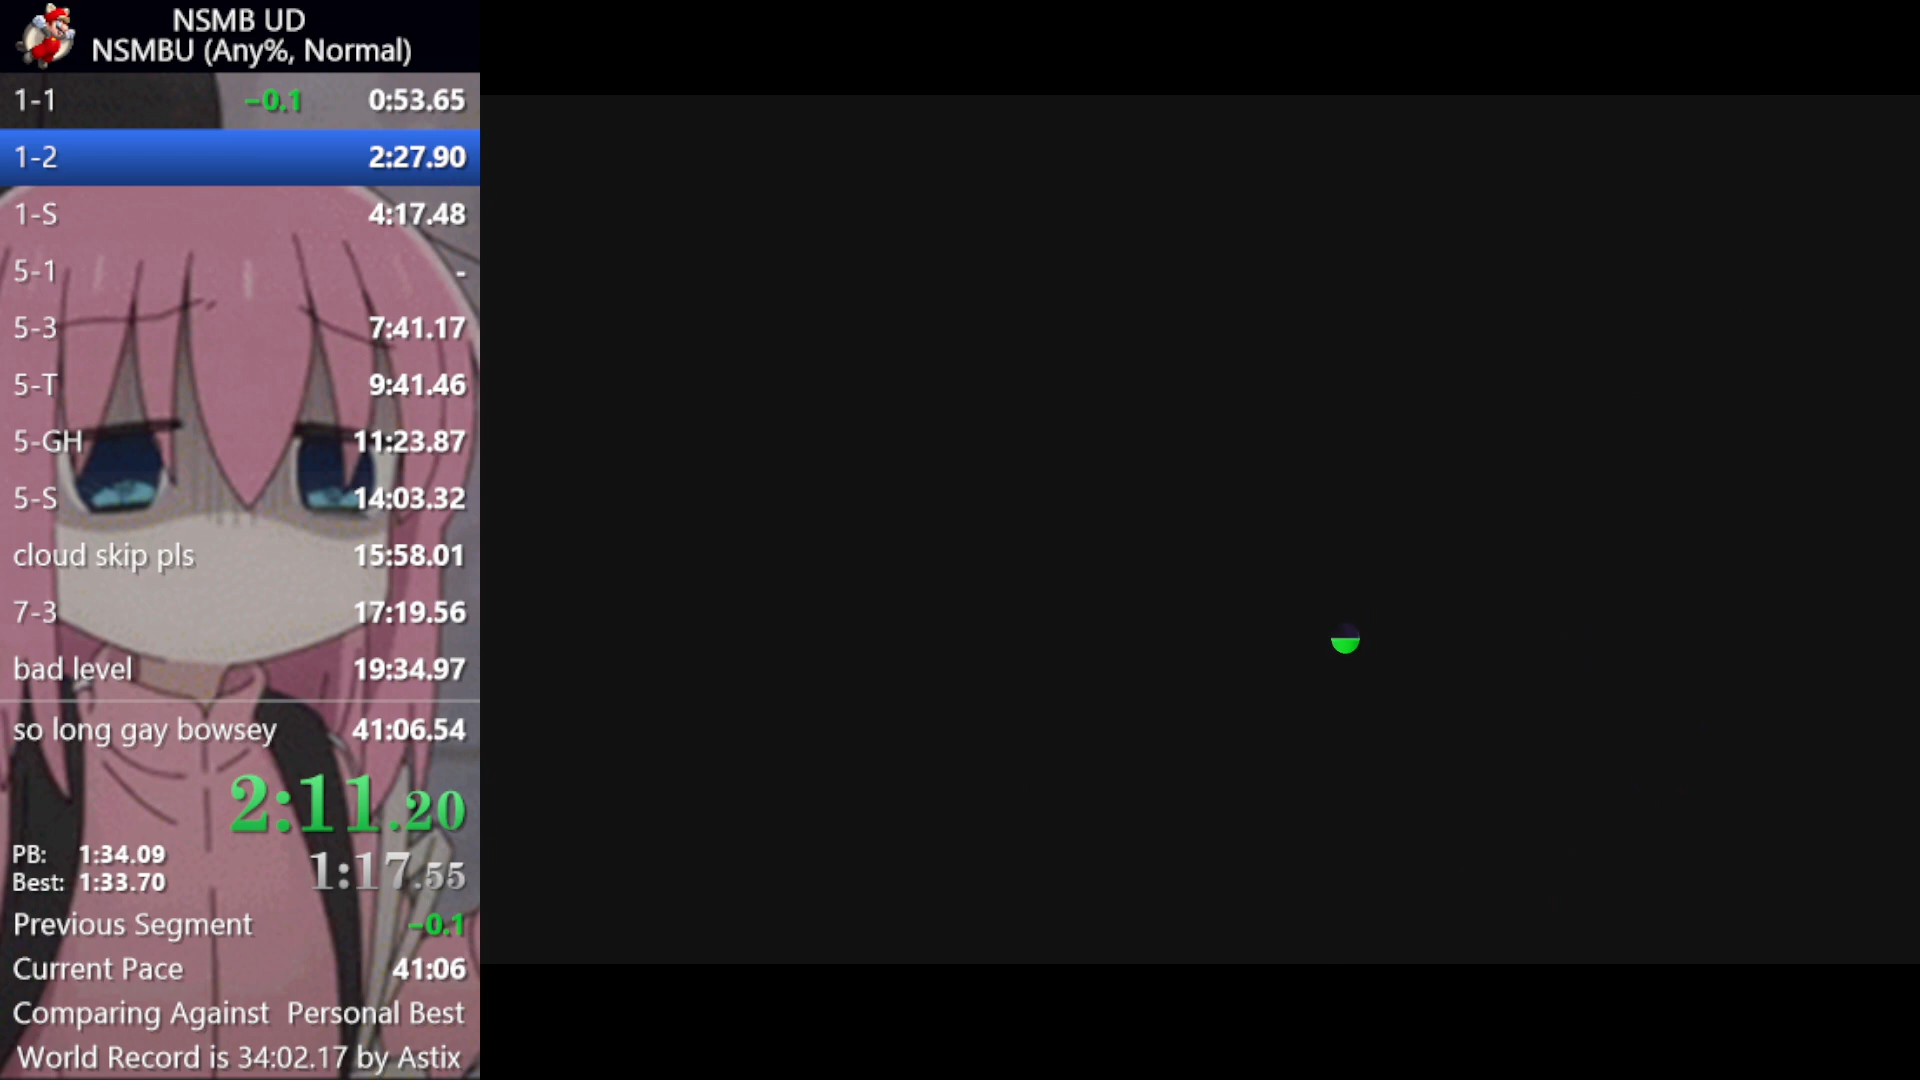 NSMB UD
NSMBU (Any%, Normal)
1-1 −0.1 0:53.65
1-2 2:27.90
1-S 4:17.48
5-1 -
5-3 7:41.17
5-T 9:41.46
5-GH 11:23.87
5-S 14:03.32
cloud skip pls 15:58.01
7-3 17:19.56
bad level 19:34.97
so long gay bowsey 41:06.54
2:11.20
PB: 1:34.09
Best: 1:33.70
1:17.55
Previous Segment −0.1
Current Pace 41:06
Comparing Against Personal Best
World Record is 34:02.17 by Astix